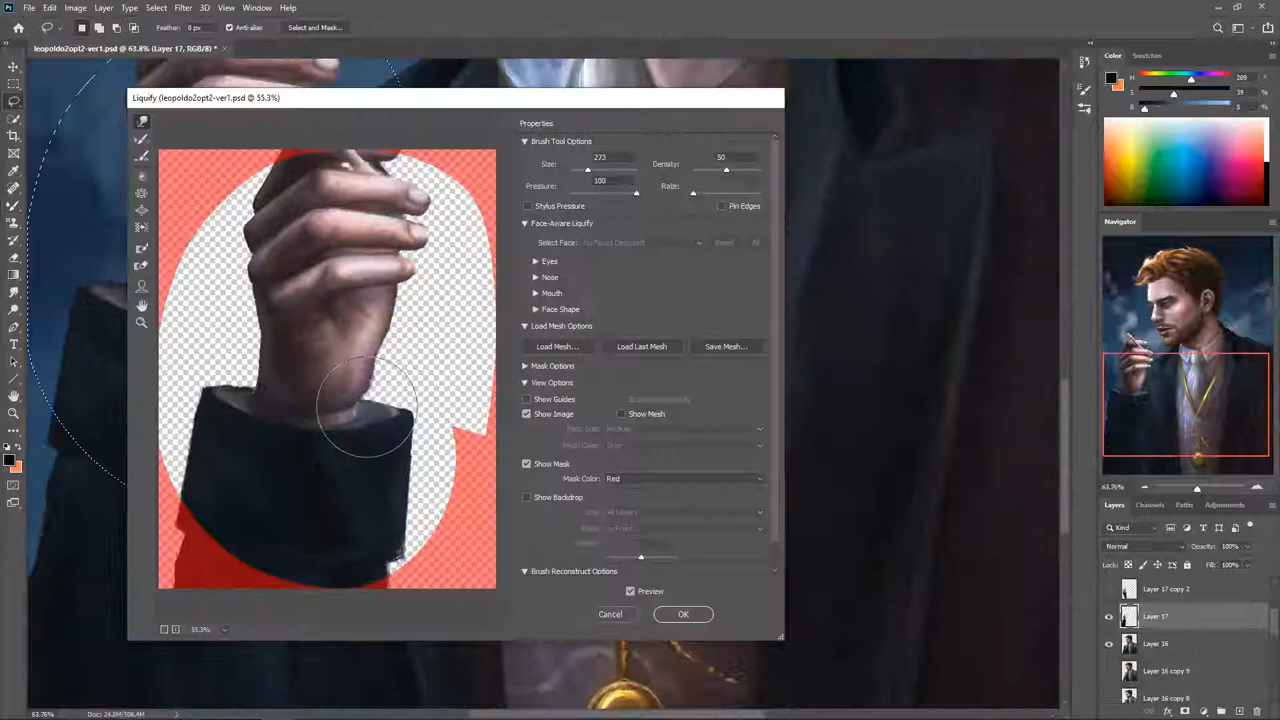 Ps File Edit Image Layer Type Select Filter 3D View Window Help
Feather: 0 px Anti-alias Select and Mask...
leopoldo2opt2-ver1.psd @ 63.8% (Layer 17, RGB/8) *
Color Swatches
H 209 °
S 39 %
B 5 %
Liquify (leopoldo2opt2-ver1.psd @ 55.3%)
Properties
Brush Tool Options
Size: 273 Density: 50
Pressure: 100 Rate:
Stylus Pressure Pin Edges
Face-Aware Liquify
Select Face: No Faces Detected Reset All
Eyes
Nose
Mouth
Face Shape
Load Mesh Options
Load Mesh... Load Last Mesh Save Mesh...
Mask Options
View Options
Show Guides
Show Image Show Mesh
Mesh Size: Medium
Mesh Color: Gray
Show Mask
Mask Color: Red
Show Backdrop
Use: All Layers
Mode: In Front
Brush Reconstruct Options
Preview
Cancel OK
55.3%
Navigator
63.76%
Layers Channels Paths Adjustments
Kind
Normal Opacity: 100%
Lock: Fill: 100%
Layer 17 copy 2
Layer 17
Layer 16
Layer 16 copy 9
Layer 16 copy 8
63.76% Doc: 24.8M/508.4M